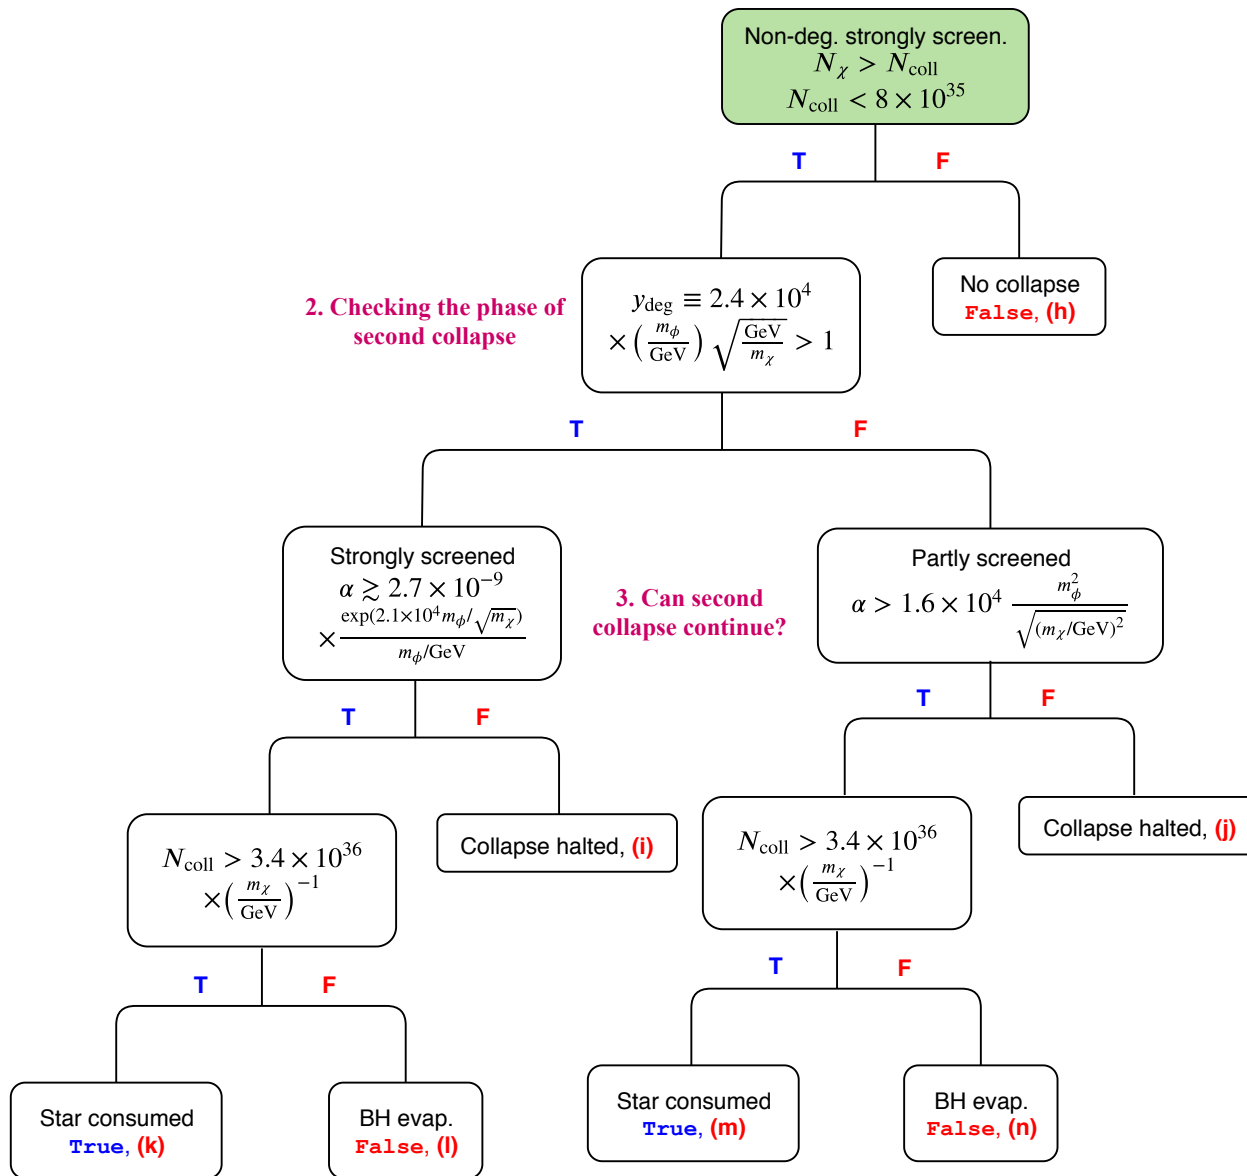 Non-deg. strongly screen.
N_χ > N_coll
N_coll < 8 × 10^35
T
F
2. Checking the phase of
second collapse
y_deg ≡ 2.4 × 10^4
× (m_ϕ/GeV) √(GeV/m_χ) > 1
No collapse
False, (h)
T
F
Strongly screened
α ≳ 2.7 × 10^−9
× exp(2.1×10^4 m_ϕ/√m_χ) / (m_ϕ/GeV)
3. Can second
collapse continue?
Partly screened
α > 1.6 × 10^4 m_ϕ^2 / √((m_χ/GeV)^2)
T
F
T
F
N_coll > 3.4 × 10^36
×(m_χ/GeV)^−1
Collapse halted, (i)
N_coll > 3.4 × 10^36
×(m_χ/GeV)^−1
Collapse halted, (j)
T
F
T
F
Star consumed
True, (k)
BH evap.
False, (l)
Star consumed
True, (m)
BH evap.
False, (n)